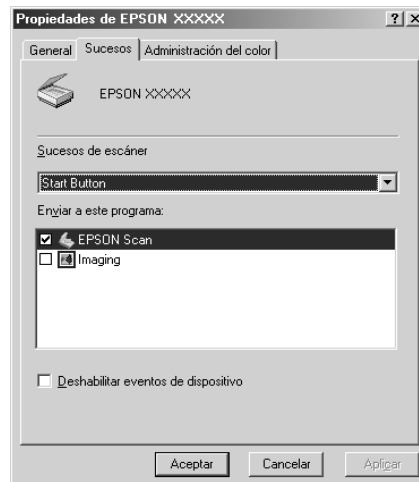 Propiedades de EPSON XXXXX
General Sucesos Administración del color
EPSON XXXXX
Sucesos de escáner
Start Button
Enviar a este programa:
EPSON Scan
Imaging
Deshabilitar eventos de dispositivo
Aceptar Cancelar Aplicar